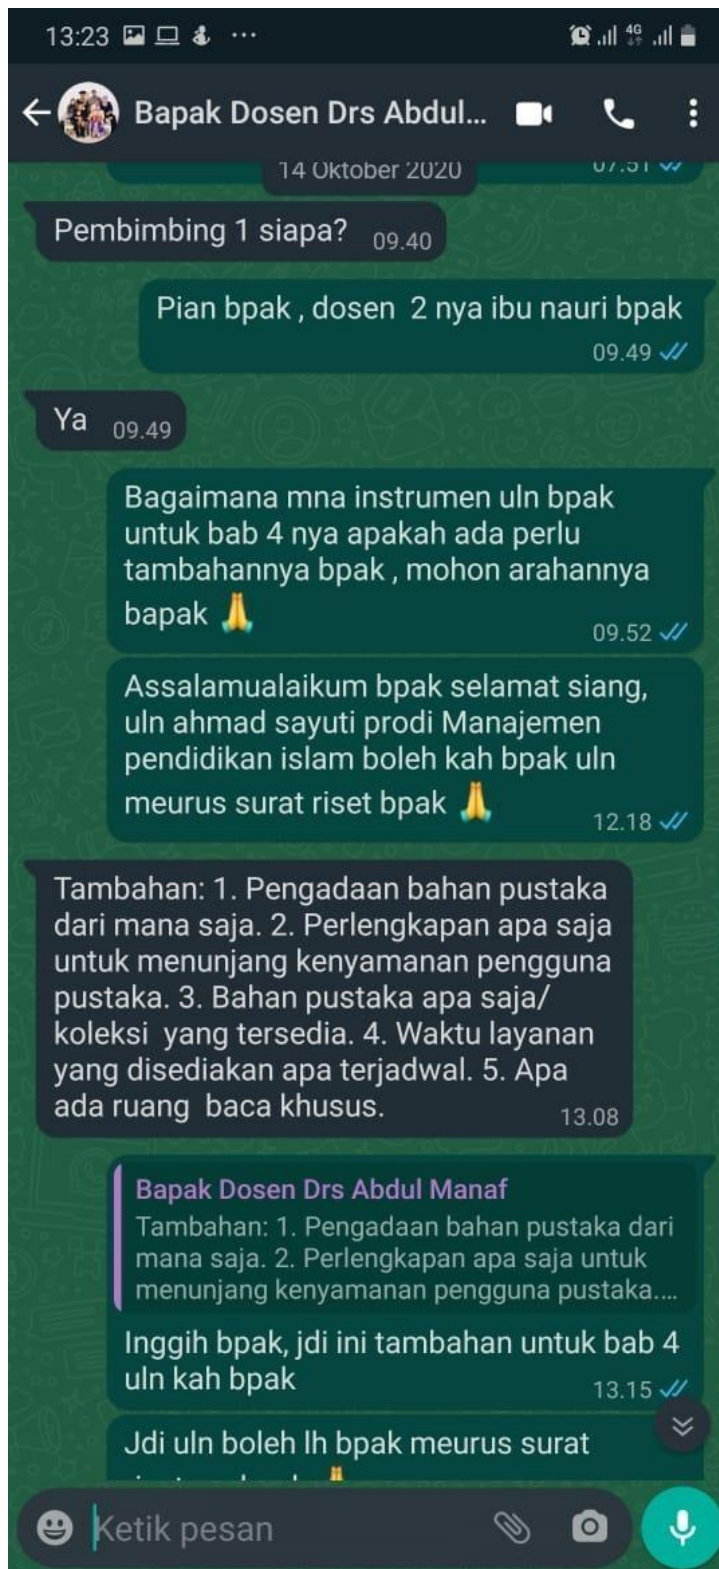 13:23
4G
Bapak Dosen Drs Abdul...
14 Oktober 2020
07.51
Pembimbing 1 siapa? 09.40
Pian bpak , dosen 2 nya ibu nauri bpak
09.49
Ya 09.49
Bagaimana mna instrumen uln bpak
untuk bab 4 nya apakah ada perlu
tambahannya bpak , mohon arahannya
bapak 🙏
09.52
Assalamualaikum bpak selamat siang,
uln ahmad sayuti prodi Manajemen
pendidikan islam boleh kah bpak uln
meurus surat riset bpak 🙏
12.18
Tambahan: 1. Pengadaan bahan pustaka
dari mana saja. 2. Perlengkapan apa saja
untuk menunjang kenyamanan pengguna
pustaka. 3. Bahan pustaka apa saja/
koleksi yang tersedia. 4. Waktu layanan
yang disediakan apa terjadwal. 5. Apa
ada ruang baca khusus.
13.08
Bapak Dosen Drs Abdul Manaf
Tambahan: 1. Pengadaan bahan pustaka dari
mana saja. 2. Perlengkapan apa saja untuk
menunjang kenyamanan pengguna pustaka....
Inggih bpak, jdi ini tambahan untuk bab 4
uln kah bpak
13.15
Jdi uln boleh lh bpak meurus surat
Ketik pesan